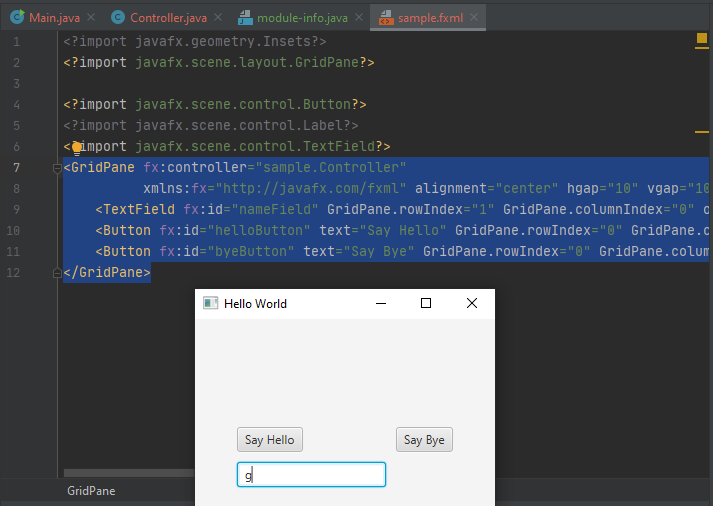 Main.java Controller.java module-info.java sample.fxml
1 <?import javafx.geometry.Insets?>
2 <?import javafx.scene.layout.GridPane?>
3
4 <?import javafx.scene.control.Button?>
5 <?import javafx.scene.control.Label?>
6 <?import javafx.scene.control.TextField?>
7 <GridPane fx:controller="sample.Controller"
8 xmlns:fx="http://javafx.com/fxml" alignment="center" hgap="10" vgap="10
9 <TextField fx:id="nameField" GridPane.rowIndex="1" GridPane.columnIndex="0" o
10 <Button fx:id="helloButton" text="Say Hello" GridPane.rowIndex="0" GridPane.c
11 <Button fx:id="byeButton" text="Say Bye" GridPane.rowIndex="0" GridPane.colum
12 </GridPane>
Hello World
Say Hello Say Bye
g
GridPane